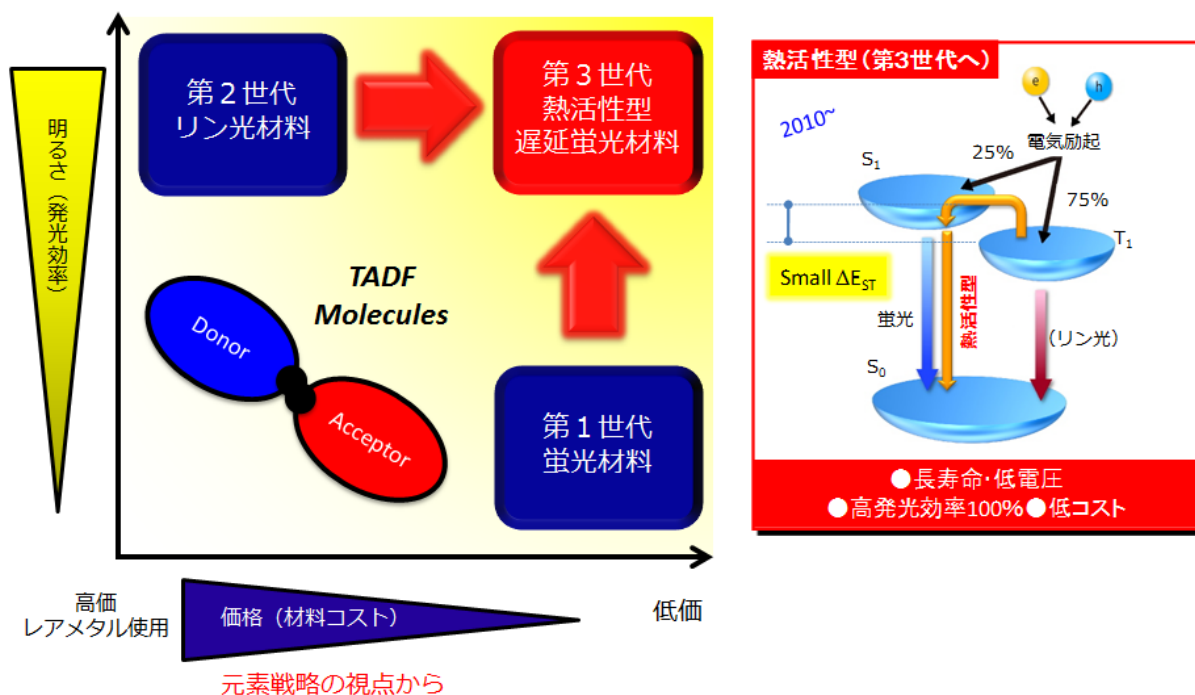 第２世代
リン光材料
第３世代
熱活性型
遅延蛍光材料
明るさ（発光効率）
TADF
Molecules
Donor
Acceptor
第１世代
蛍光材料
高価
レアメタル使用
価格（材料コスト）
低価
元素戦略の視点から
熱活性型（第3世代へ）
e
h
2010~
電気励起
25%
S1
75%
T1
Small ΔEST
蛍光
熱活性型
（リン光）
S0
●長寿命･低電圧
●高発光効率100%●低コスト